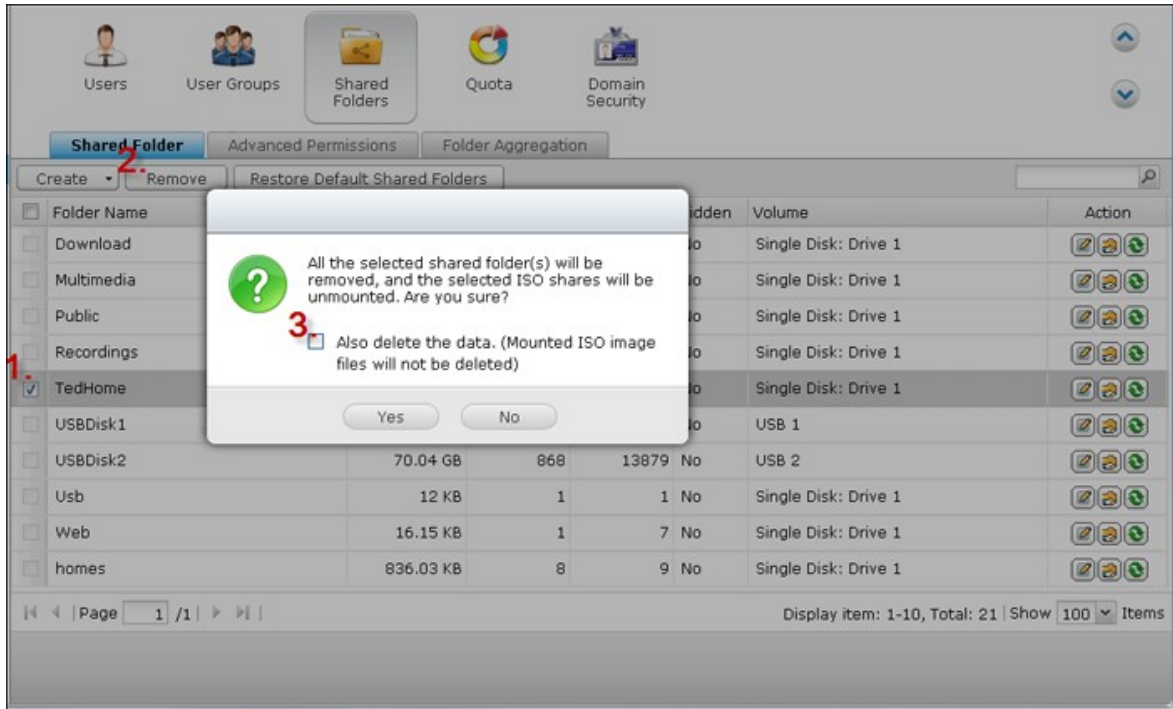 Users
User Groups
Shared
Folders
Quota
Domain
Security
Shared Folder
Advanced Permissions
Folder Aggregation
2.
Create
Remove
Restore Default Shared Folders
Folder Name
idden
Volume
Action
Download
Single Disk: Drive 1
Multimedia
Single Disk: Drive 1
Public
Single Disk: Drive 1
Recordings
Single Disk: Drive 1
1.
TedHome
Single Disk: Drive 1
USBDisk1
USB 1
All the selected shared folder(s) will be
removed, and the selected ISO shares will be
unmounted. Are you sure?
3.
Also delete the data. (Mounted ISO image
files will not be deleted)
Yes
No
USBDisk2 70.04 GB 868 13879 No USB 2
Usb 12 KB 1 1 No Single Disk: Drive 1
Web 16.15 KB 1 7 No Single Disk: Drive 1
homes 836.03 KB 8 9 No Single Disk: Drive 1
Page 1 /1
Display item: 1-10, Total: 21 Show 100 Items